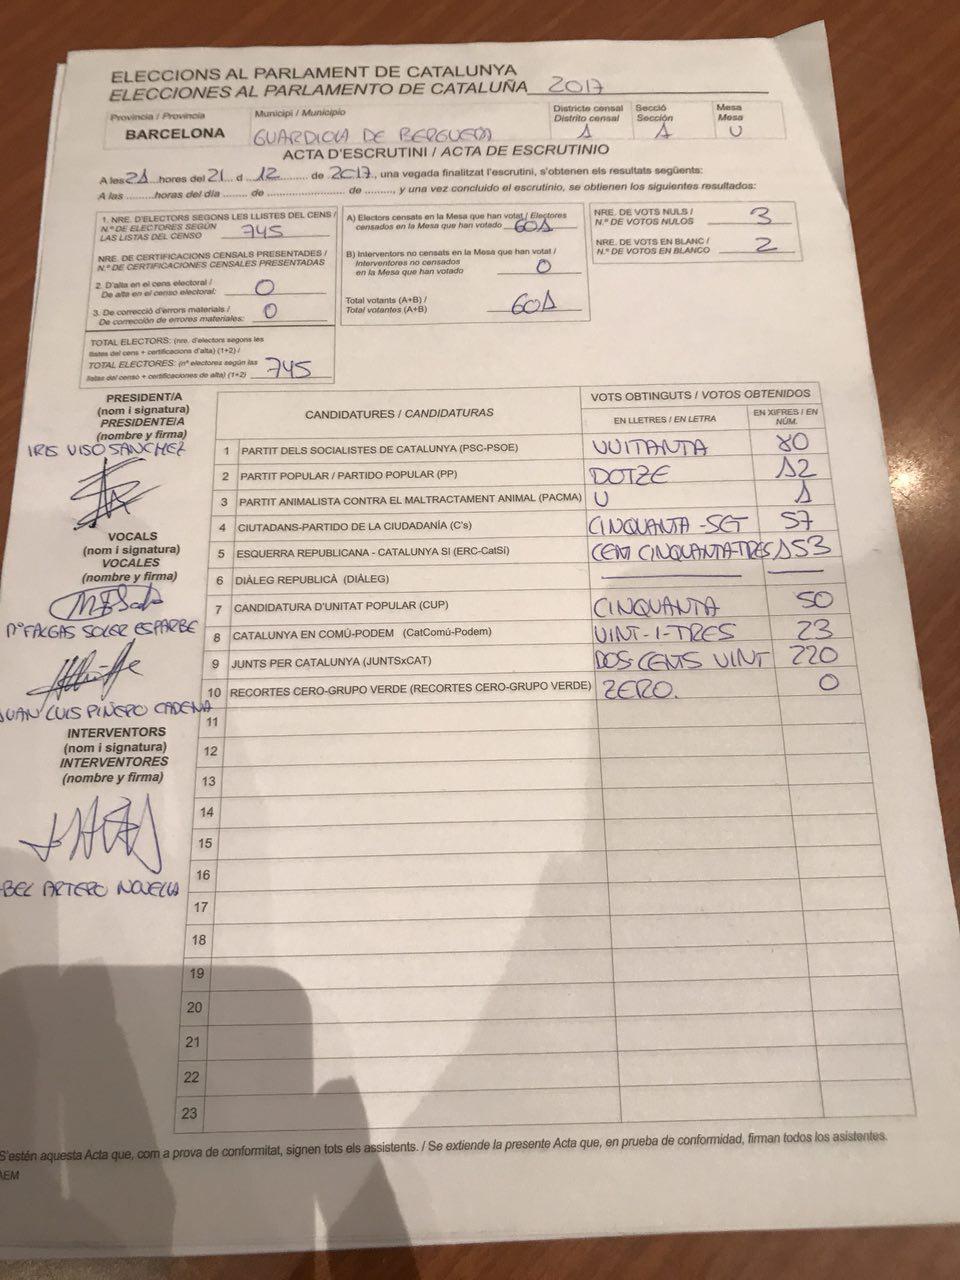 ELECCIONS AL PARLAMENT DE CATALUNYA
ELECCIONES AL PARLAMENTO DE CATALUÑA 2017
Provincia / Provincia
BARCELONA
Municipi / Municipio
GUARDIOLA DE BERGUEDA
Districte censal
Distrito censal
1
Secció
Sección
1
Mesa
Mesa
U
ACTA D'ESCRUTINI / ACTA DE ESCRUTINIO
A les 21 hores del 21 d 12 de 2017, una vegada finalitzat l'escrutini, s'obtenen els resultats següents:
A las ......... horas del día ......... de ......................... de ........., y una vez concluido el escrutinio, se obtienen los siguientes resultados:
1. NRE. D'ELECTORS SEGONS LES LLISTES DEL CENS /
N.º DE ELECTORES SEGÚN
LAS LISTAS DEL CENSO 745
NRE. DE CERTIFICACIONS CENSALS PRESENTADES /
N.º DE CERTIFICACIONES CENSALES PRESENTADAS
2. D'alta en el cens electoral /
De alta en el censo electoral: 0
3. De correcció d'errors materials /
De corrección de errores materiales: 0
TOTAL ELECTORS: (nre. d'electors segons les
llistes del cens + certificacions d'alta) (1+2) /
TOTAL ELECTORES: (nº electores según las
listas del censo + certificaciones de alta) (1+2) 745
A) Electors censats en la Mesa que han votat / Electores
censados en la Mesa que han votado 601
B) Interventors no censats en la Mesa que han votat /
Interventores no censados
en la Mesa que han votado 0
Total votants (A+B) /
Total votantes (A+B) 601
NRE. DE VOTS NULS /
N.º DE VOTOS NULOS 3
NRE. DE VOTS EN BLANC /
N.º DE VOTOS EN BLANCO 2
PRESIDENT/A
(nom i signatura)
PRESIDENTE/A
(nombre y firma)
IRIS VISO SANCHEZ
VOCALS
(nom i signatura)
VOCALES
(nombre y firma)
Mª FALGAS SOLER ESPARBE
JUAN LUIS PIÑERO CADENA
INTERVENTORS
(nom i signatura)
INTERVENTORES
(nombre y firma)
BEL ARTERO NOVELLA
CANDIDATURES / CANDIDATURAS
VOTS OBTINGUTS / VOTOS OBTENIDOS
EN LLETRES / EN LETRA
EN XIFRES / EN NÚM.
1 PARTIT DELS SOCIALISTES DE CATALUNYA (PSC-PSOE) VUITANTA 80
2 PARTIT POPULAR / PARTIDO POPULAR (PP) DOTZE 12
3 PARTIT ANIMALISTA CONTRA EL MALTRACTAMENT ANIMAL (PACMA) U 1
4 CIUTADANS-PARTIDO DE LA CIUDADANÍA (C's) CINQUANTA-SET 57
5 ESQUERRA REPUBLICANA - CATALUNYA SI (ERC-CatSí) CENT CINQUANTA-TRES 153
6 DIÀLEG REPUBLICÀ (DIÀLEG)
7 CANDIDATURA D'UNITAT POPULAR (CUP) CINQUANTA 50
8 CATALUNYA EN COMÚ-PODEM (CatComú-Podem) VINT-I-TRES 23
9 JUNTS PER CATALUNYA (JUNTSxCAT) DOS-CENTS VINT 220
10 RECORTES CERO-GRUPO VERDE (RECORTES CERO-GRUPO VERDE) ZERO. 0
11
12
13
14
15
16
17
18
19
20
21
22
23
S'estén aquesta Acta que, com a prova de conformitat, signen tots els assistents. / Se extiende la presente Acta que, en prueba de conformidad, firman todos los asistentes.
AEM